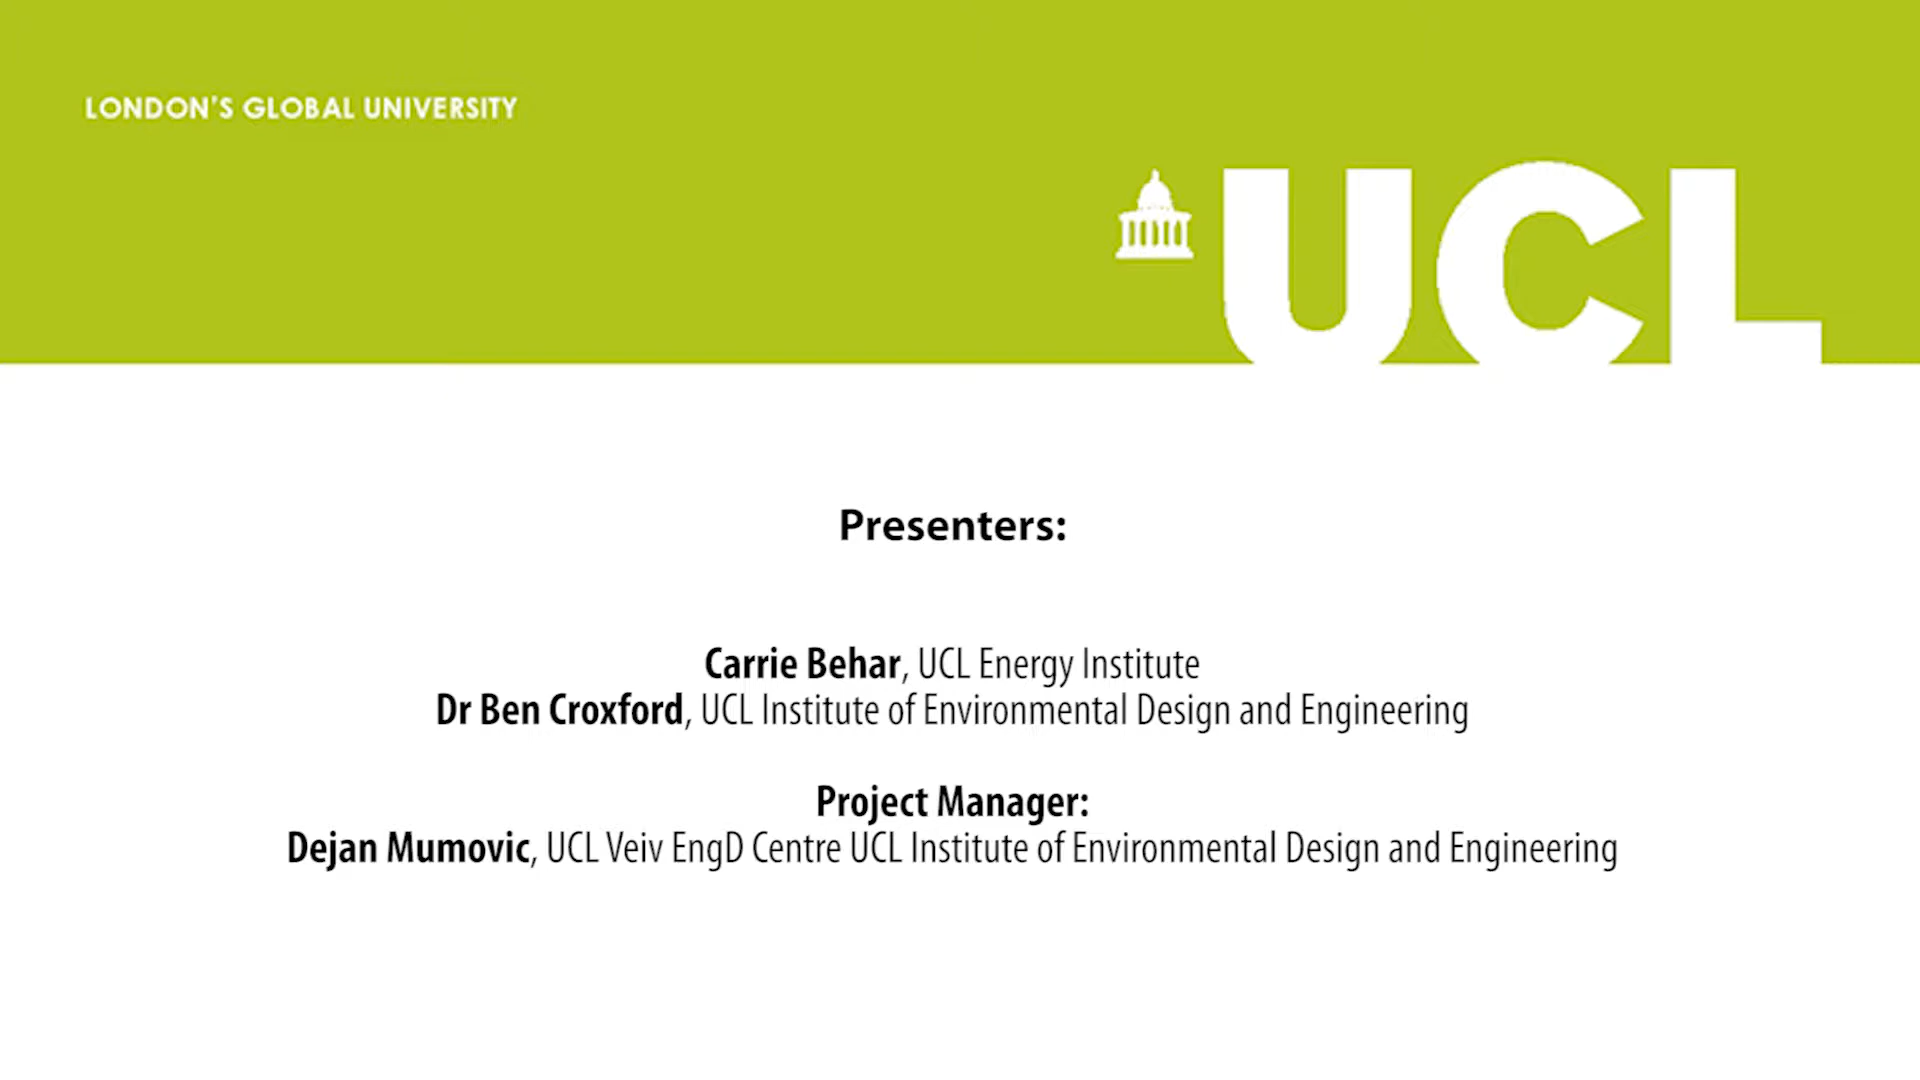 LONDON'S GLOBAL UNIVERSITY
UCL
Presenters:
Carrie Behar, UCL Energy Institute
Dr Ben Croxford, UCL Institute of Environmental Design and Engineering
Project Manager:
Dejan Mumovic, UCL Veiv EngD Centre UCL Institute of Environmental Design and Engineering